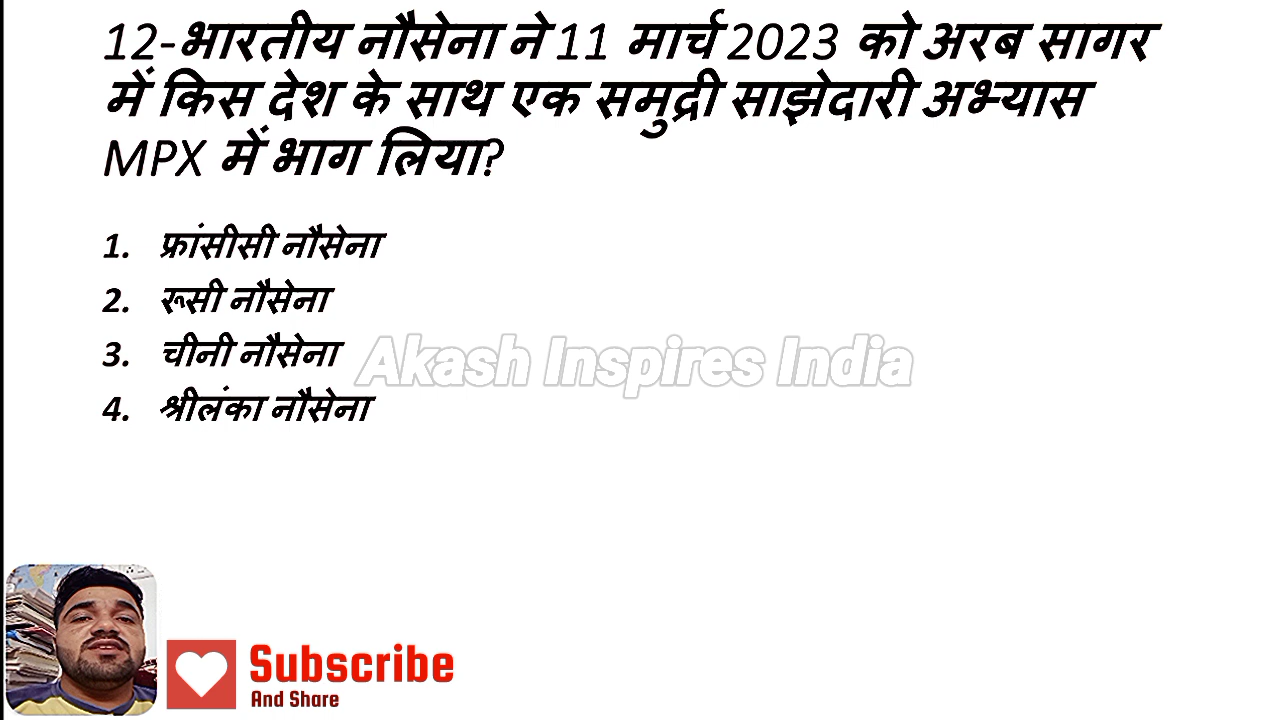 12-भारतीय नौसेना ने 11 मार्च 2023 को अरब सागर
में किस देश के साथ एक समुद्री साझेदारी अभ्यास
MPX में भाग लिया?
1. फ्रांसीसी नौसेना
2. रूसी नौसेना
3. चीनी नौसेना
Akash Inspires India
4. श्रीलंका नौसेना
Subscribe
And Share